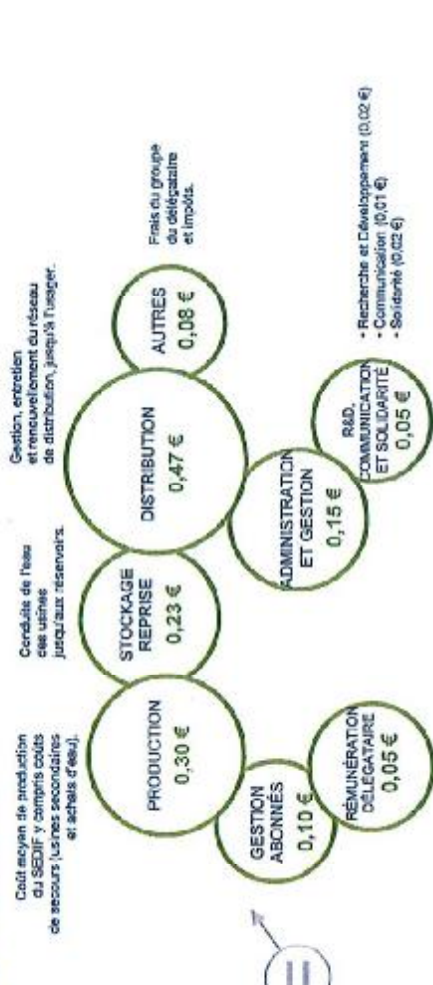 Coût moyen de production
du SEDIF y compris coûts
de secours (usines secondaires
et achats d'eau).
Conduite de l'eau
des usines
jusqu'aux réservoirs.
Gestion, entretien
et renouvellement du réseau
de distribution, jusqu'à l'usager.
Frais du groupe
du délégataire
et impôts.
PRODUCTION
0,30 €
STOCKAGE
REPRISE
0,23 €
DISTRIBUTION
0,47 €
AUTRES
0,08 €
GESTION
ABONNÉS
0,10 €
RÉMUNÉRATION
DÉLÉGATAIRE
0,05 €
ADMINISTRATION
ET GESTION
0,15 €
R&D,
COMMUNICATION
ET SOLIDARITÉ
0,05 €
• Recherche et Développement (0,02 €)
• Communication (0,01 €)
• Solidarité (0,02 €)
=